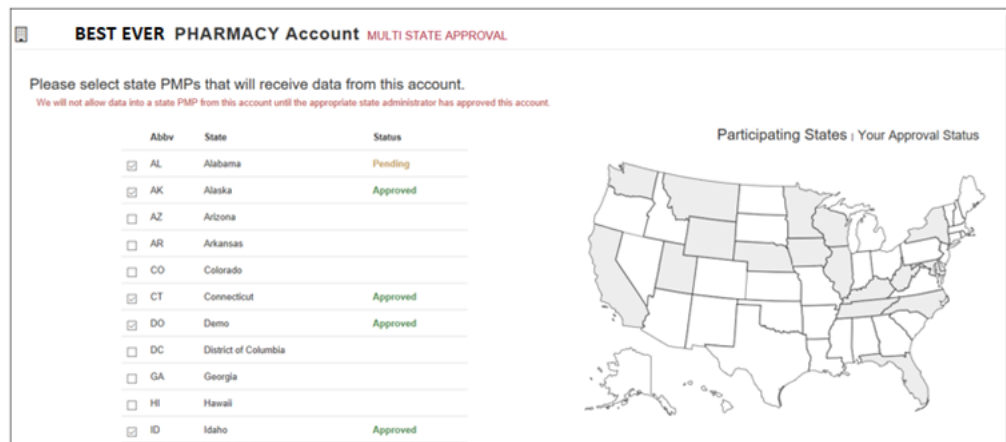 BEST EVER PHARMACY Account MULTI STATE APPROVAL
Please select state PMPs that will receive data from this account.
We will not allow data into a state PMP from this account until the appropriate state administrator has approved this account.
Abbv State Status
AL Alabama Pending
AK Alaska Approved
AZ Arizona
AR Arkansas
CO Colorado
CT Connecticut Approved
DO Demo Approved
DC District of Columbia
GA Georgia
HI Hawaii
ID Idaho Approved
Participating States | Your Approval Status